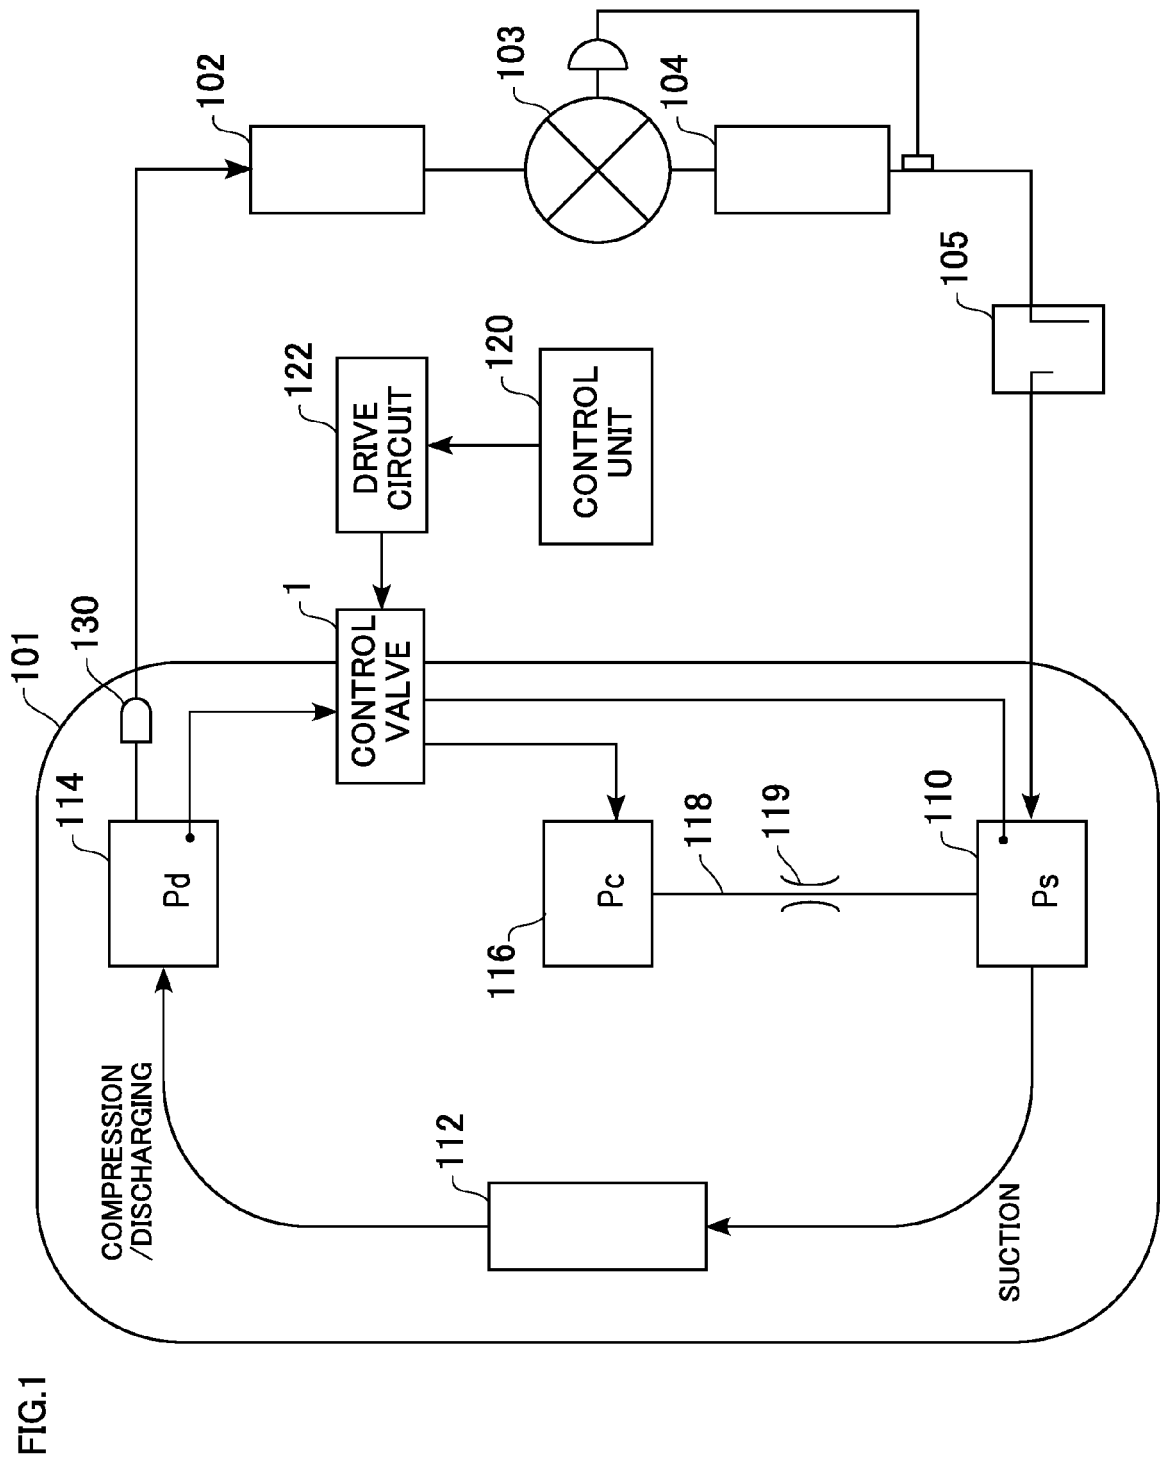 FIG.1
101
130
102
103
104
105
122
DRIVE
CIRCUIT
120
CONTROL
UNIT
1
CONTROL
VALVE
114
Pd
116
Pc
118
119
110
Ps
COMPRESSION
/DISCHARGING
112
SUCTION